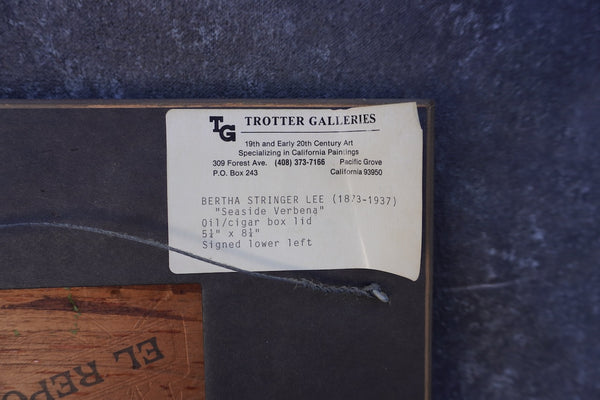 TG TROTTER GALLERIES
19th and Early 20th Century Art
Specializing in California Paintings
309 Forest Ave. (408) 373-7166 Pacific Grove
P.O. Box 243 California 93950
BERTHA STRINGER LEE (1873-1937)
"Seaside Verbena"
Oil/cigar box lid
5¼" x 8¼"
Signed lower left
EL REPO